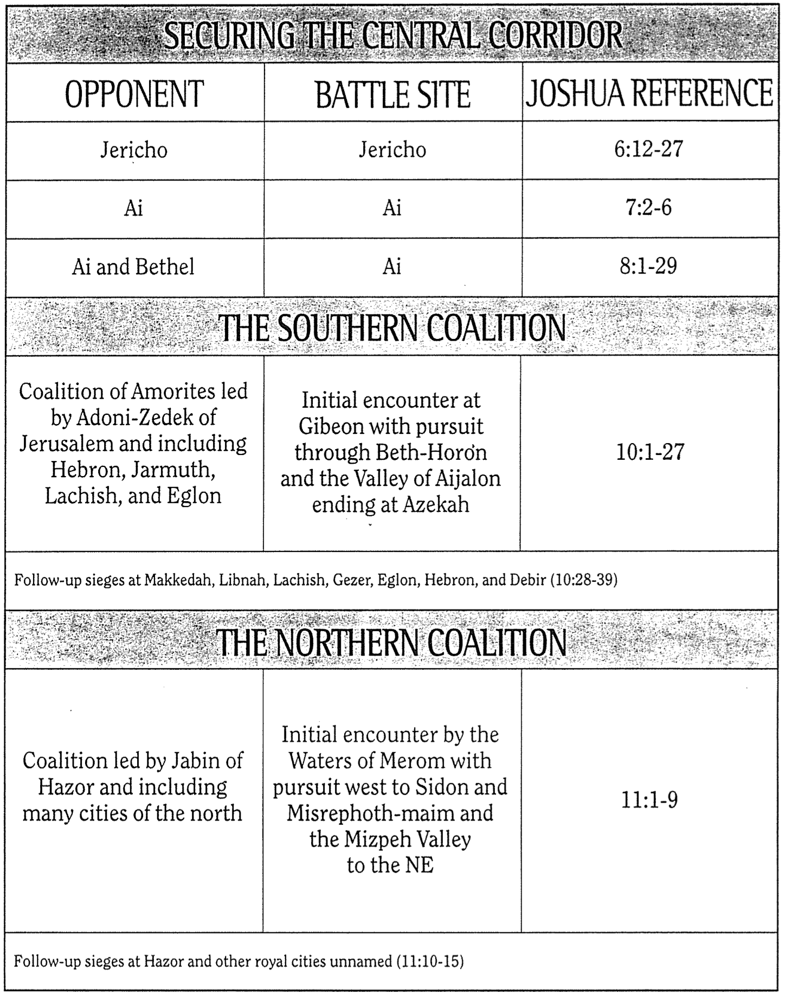 SECURING THE CENTRAL CORRIDOR
OPPONENT
BATTLE SITE
JOSHUA REFERENCE
Jericho
Jericho
6:12-27
Ai
Ai
7:2-6
Ai and Bethel
Ai
8:1-29
THE SOUTHERN COALITION
Coalition of Amorites led
by Adoni-Zedek of
Jerusalem and including
Hebron, Jarmuth,
Lachish, and Eglon
Initial encounter at
Gibeon with pursuit
through Beth-Horon
and the Valley of Aijalon
ending at Azekah
10:1-27
Follow-up sieges at Makkedah, Libnah, Lachish, Gezer, Eglon, Hebron, and Debir (10:28-39)
THE NORTHERN COALITION
Coalition led by Jabin of
Hazor and including
many cities of the north
Initial encounter by the
Waters of Merom with
pursuit west to Sidon and
Misrephoth-maim and
the Mizpeh Valley
to the NE
11:1-9
Follow-up sieges at Hazor and other royal cities unnamed (11:10-15)